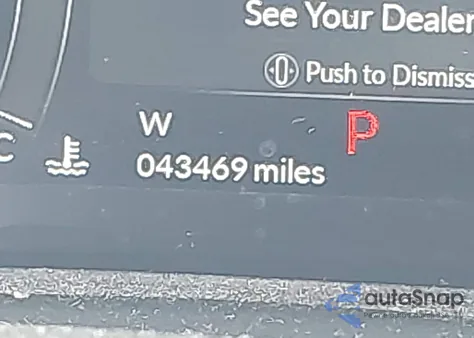 See Your Dealer
Push to Dismiss
W
P
C
043469 miles
autoSnap